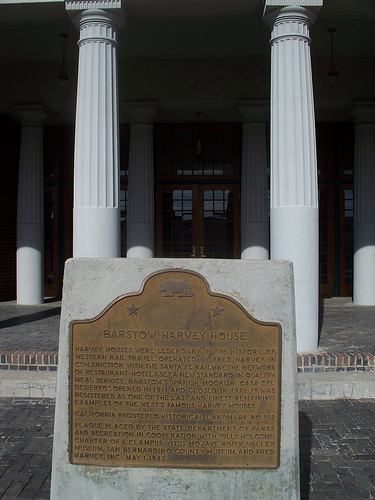 BARSTOW HARVEY HOUSE
HARVEY HOUSES WERE LEGENDARY IN THE HISTORY OF
WESTERN RAIL TRAVEL. OPERATED BY FRED HARVEY IN
CONJUNCTION WITH THE SANTA FE RAILWAY, THE NETWORK
OF RESTAURANT-HOTELS SET A NEW STANDARD IN QUALITY
MEAL SERVICE. BARSTOW'S SPANISH-MOORISH "CASA DEL
DESIERTO", OPENED IN 1911 AND CLOSED IN 1971. IT WAS
REGISTERED AS ONE OF THE LAST AND FINEST REMAINING
EXAMPLES OF THE WEST'S FAMOUS HARVEY HOUSES.
CALIFORNIA REGISTERED HISTORICAL LANDMARK NO. 892
PLAQUE PLACED BY THE STATE DEPARTMENT OF PARKS
AND RECREATION IN COOPERATION WITH BILLY HOLCOMB
CHAPTER OF E CLAMPUS VITUS, MOJAVE RIVER VALLEY
MUSEUM, SAN BERNARDINO COUNTY MUSEUM, AND FRED
HARVEY, INC. MAY 1, 1983.